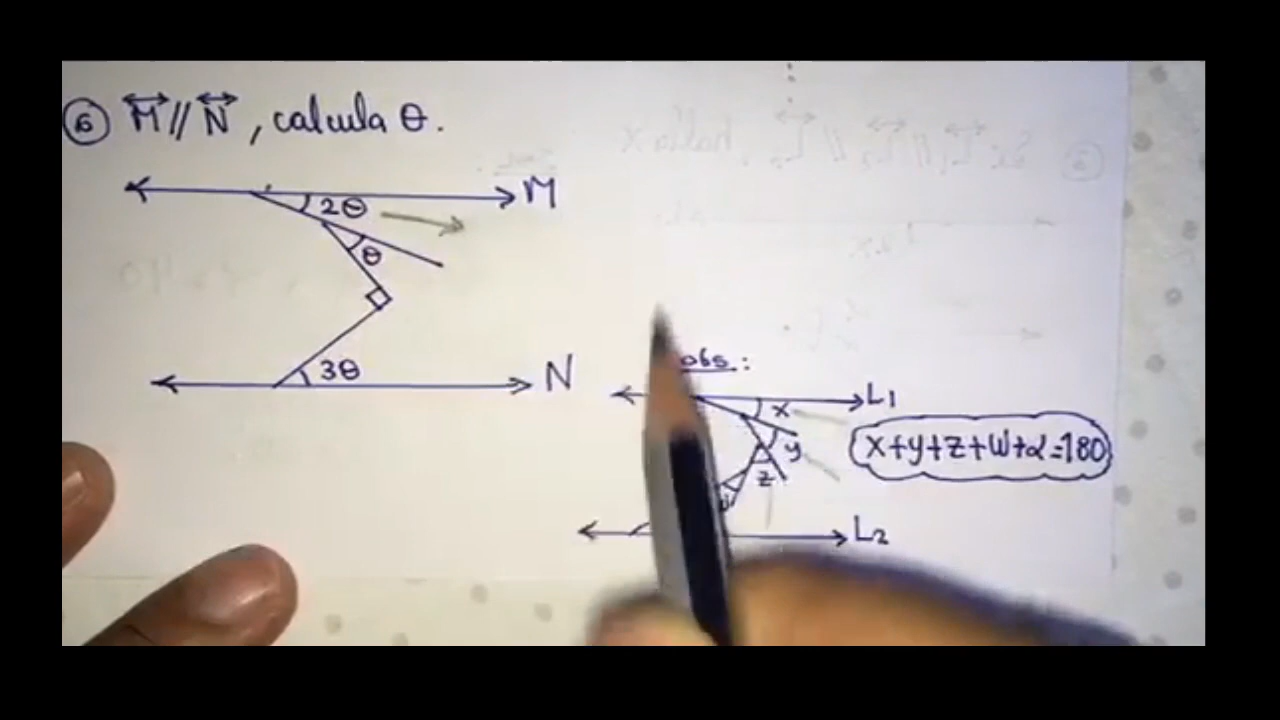 6 M // N , calcula θ.
M
2θ
θ
3θ
N
obs:
L1
x
y
z
x+y+z+w+α=180
L2